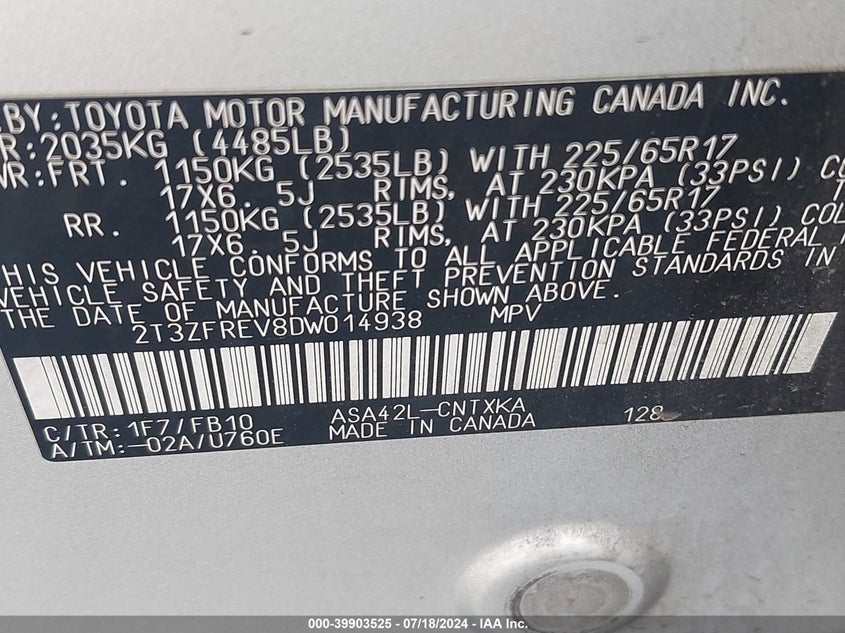 BY:TOYOTA MOTOR MANUFACTURING CANADA INC.
R:2035KG (4485LB)
WR:FRT. 1150KG (2535LB) WITH 225/65R17
17X6.5J RIMS, AT 230KPA (33PSI)
RR. 1150KG (2535LB) WITH 225/65R17
17X6.5J RIMS, AT 230KPA (33PSI) COL
THIS VEHICLE CONFORMS TO ALL APPLICABLE FEDERAL
VEHICLE SAFETY AND THEFT PREVENTION STANDARDS IN
THE DATE OF MANUFACTURE SHOWN ABOVE.
2T3ZFREV8DW014938 MPV
C/TR:1F7/FB10 ASA42L-CNTXKA 128
A/TM:-02A/U760E MADE IN CANADA
000-39903525 - 07/18/2024 - IAA Inc.